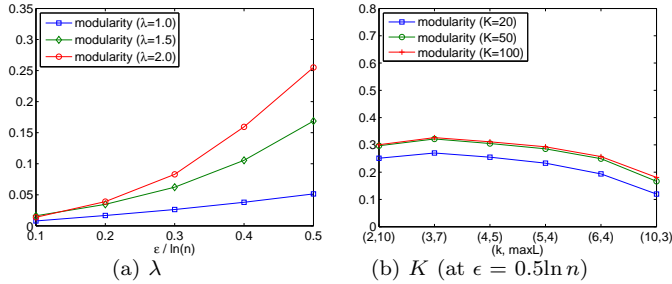 0.35
0.3
0.25
0.2
0.15
0.1
0.05
0
modularity (λ=1.0)
modularity (λ=1.5)
modularity (λ=2.0)
0.1 0.2 0.3 0.4 0.5
ε / ln(n)
(a) λ
0.8
0.7
0.6
0.5
0.4
0.3
0.2
0.1
0
modularity (K=20)
modularity (K=50)
modularity (K=100)
(2,10) (3,7) (4,5) (5,4) (6,4) (10,3)
(k, maxL)
(b) K (at ϵ = 0.5ln n)